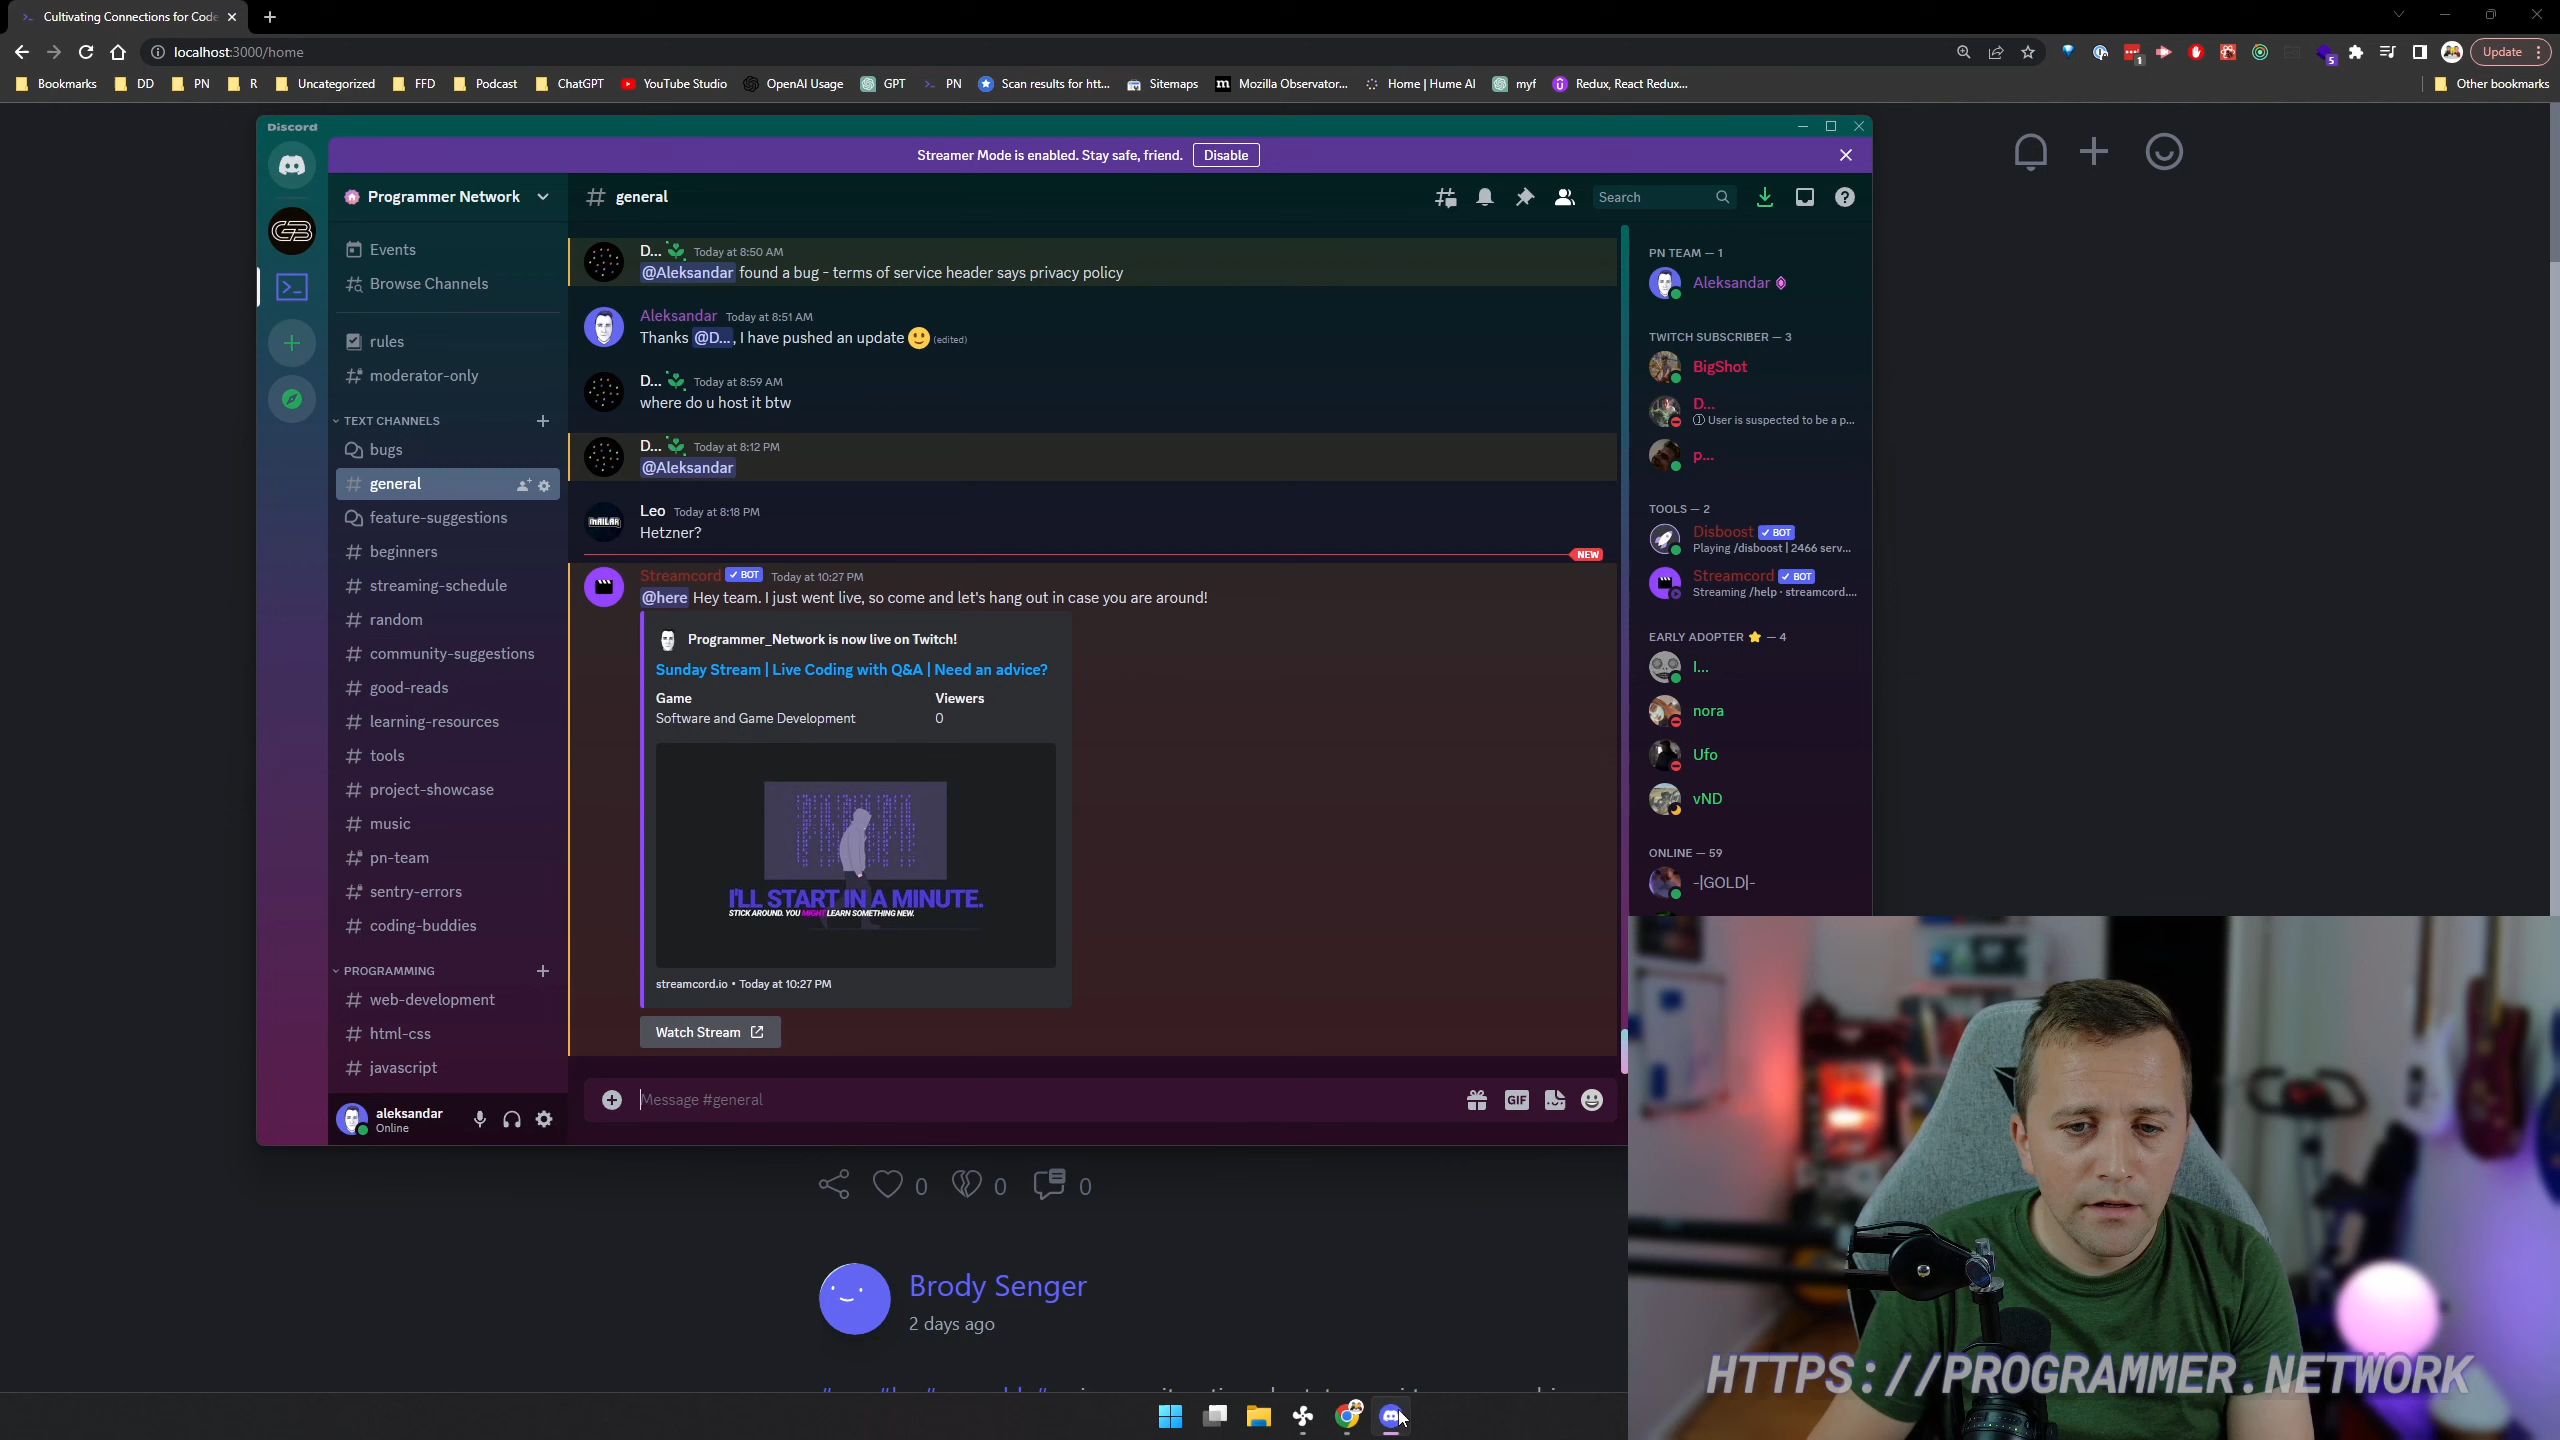 Cultivating Connections for Code
localhost:3000/home
Update
Bookmarks
DD
PN
R
Uncategorized
FFD
Podcast
ChatGPT
YouTube Studio
OpenAI Usage
GPT
PN
Scan results for htt...
Sitemaps
Mozilla Observator...
Home | Hume AI
myf
Redux, React Redux...
Other bookmarks
1
5
Discord
Streamer Mode is enabled. Stay safe, friend.
Disable
Programmer Network
general
Search
Events
Browse Channels
rules
moderator-only
TEXT CHANNELS
bugs
general
feature-suggestions
beginners
streaming-schedule
random
community-suggestions
good-reads
learning-resources
tools
project-showcase
music
pn-team
sentry-errors
coding-buddies
PROGRAMMING
web-development
html-css
javascript
aleksandar
Online
D... Today at 8:50 AM
@Aleksandar found a bug - terms of service header says privacy policy
Aleksandar Today at 8:51 AM
Thanks @D..., I have pushed an update 🙂 (edited)
D... Today at 8:59 AM
where do u host it btw
D... Today at 8:12 PM
@Aleksandar
MAILAR
Leo Today at 8:18 PM
Hetzner?
NEW
Streamcord ✓ BOT Today at 10:27 PM
@here Hey team. I just went live, so come and let's hang out in case you are around!
Programmer_Network is now live on Twitch!
Sunday Stream | Live Coding with Q&A | Need an advice?
Game
Viewers
Software and Game Development
0
I'LL START IN A MINUTE.
STICK AROUND. YOU MIGHT LEARN SOMETHING NEW.
streamcord.io • Today at 10:27 PM
Watch Stream
Message #general
GIF
PN TEAM — 1
Aleksandar
TWITCH SUBSCRIBER — 3
BigShot
D...
User is suspected to be a p...
p...
TOOLS — 2
Disboost ✓ BOT
Playing /disboost | 2466 serv...
Streamcord ✓ BOT
Streaming /help · streamcord....
EARLY ADOPTER ⭐ — 4
l...
nora
Ufo
vND
ONLINE — 59
-|GOLD|-
0
0
0
Brody Senger
2 days ago
HTTPS://PROGRAMMER.NETWORK